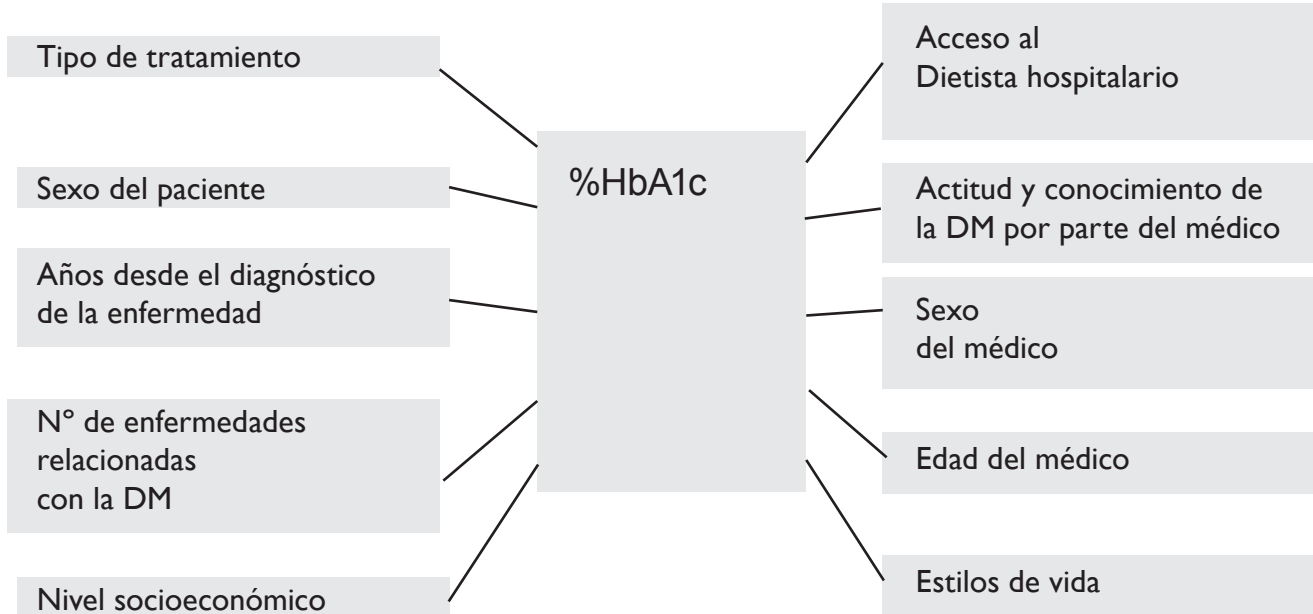 Tipo de tratamiento
Sexo del paciente
Años desde el diagnóstico
de la enfermedad
Nº de enfermedades
relacionadas
con la DM
Nivel socioeconómico
%HbA1c
Acceso al
Dietista hospitalario
Actitud y conocimiento de
la DM por parte del médico
Sexo
del médico
Edad del médico
Estilos de vida